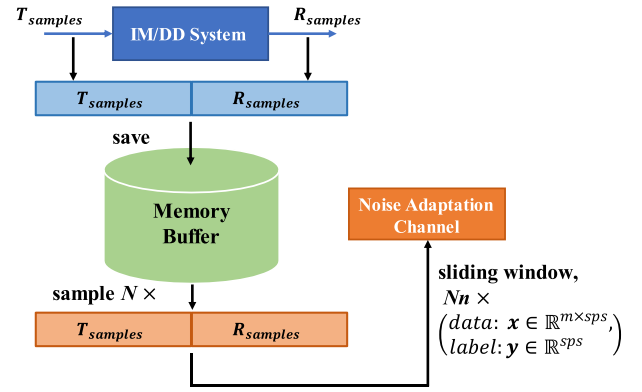 T_samples IM/DD System R_samples
T_samples R_samples
save
Memory
Buffer
Noise Adaptation
Channel
sample N ×
sliding window,
Nn ×
(data: x ∈ ℝ^{m×sps},
label: y ∈ ℝ^{sps})
T_samples R_samples